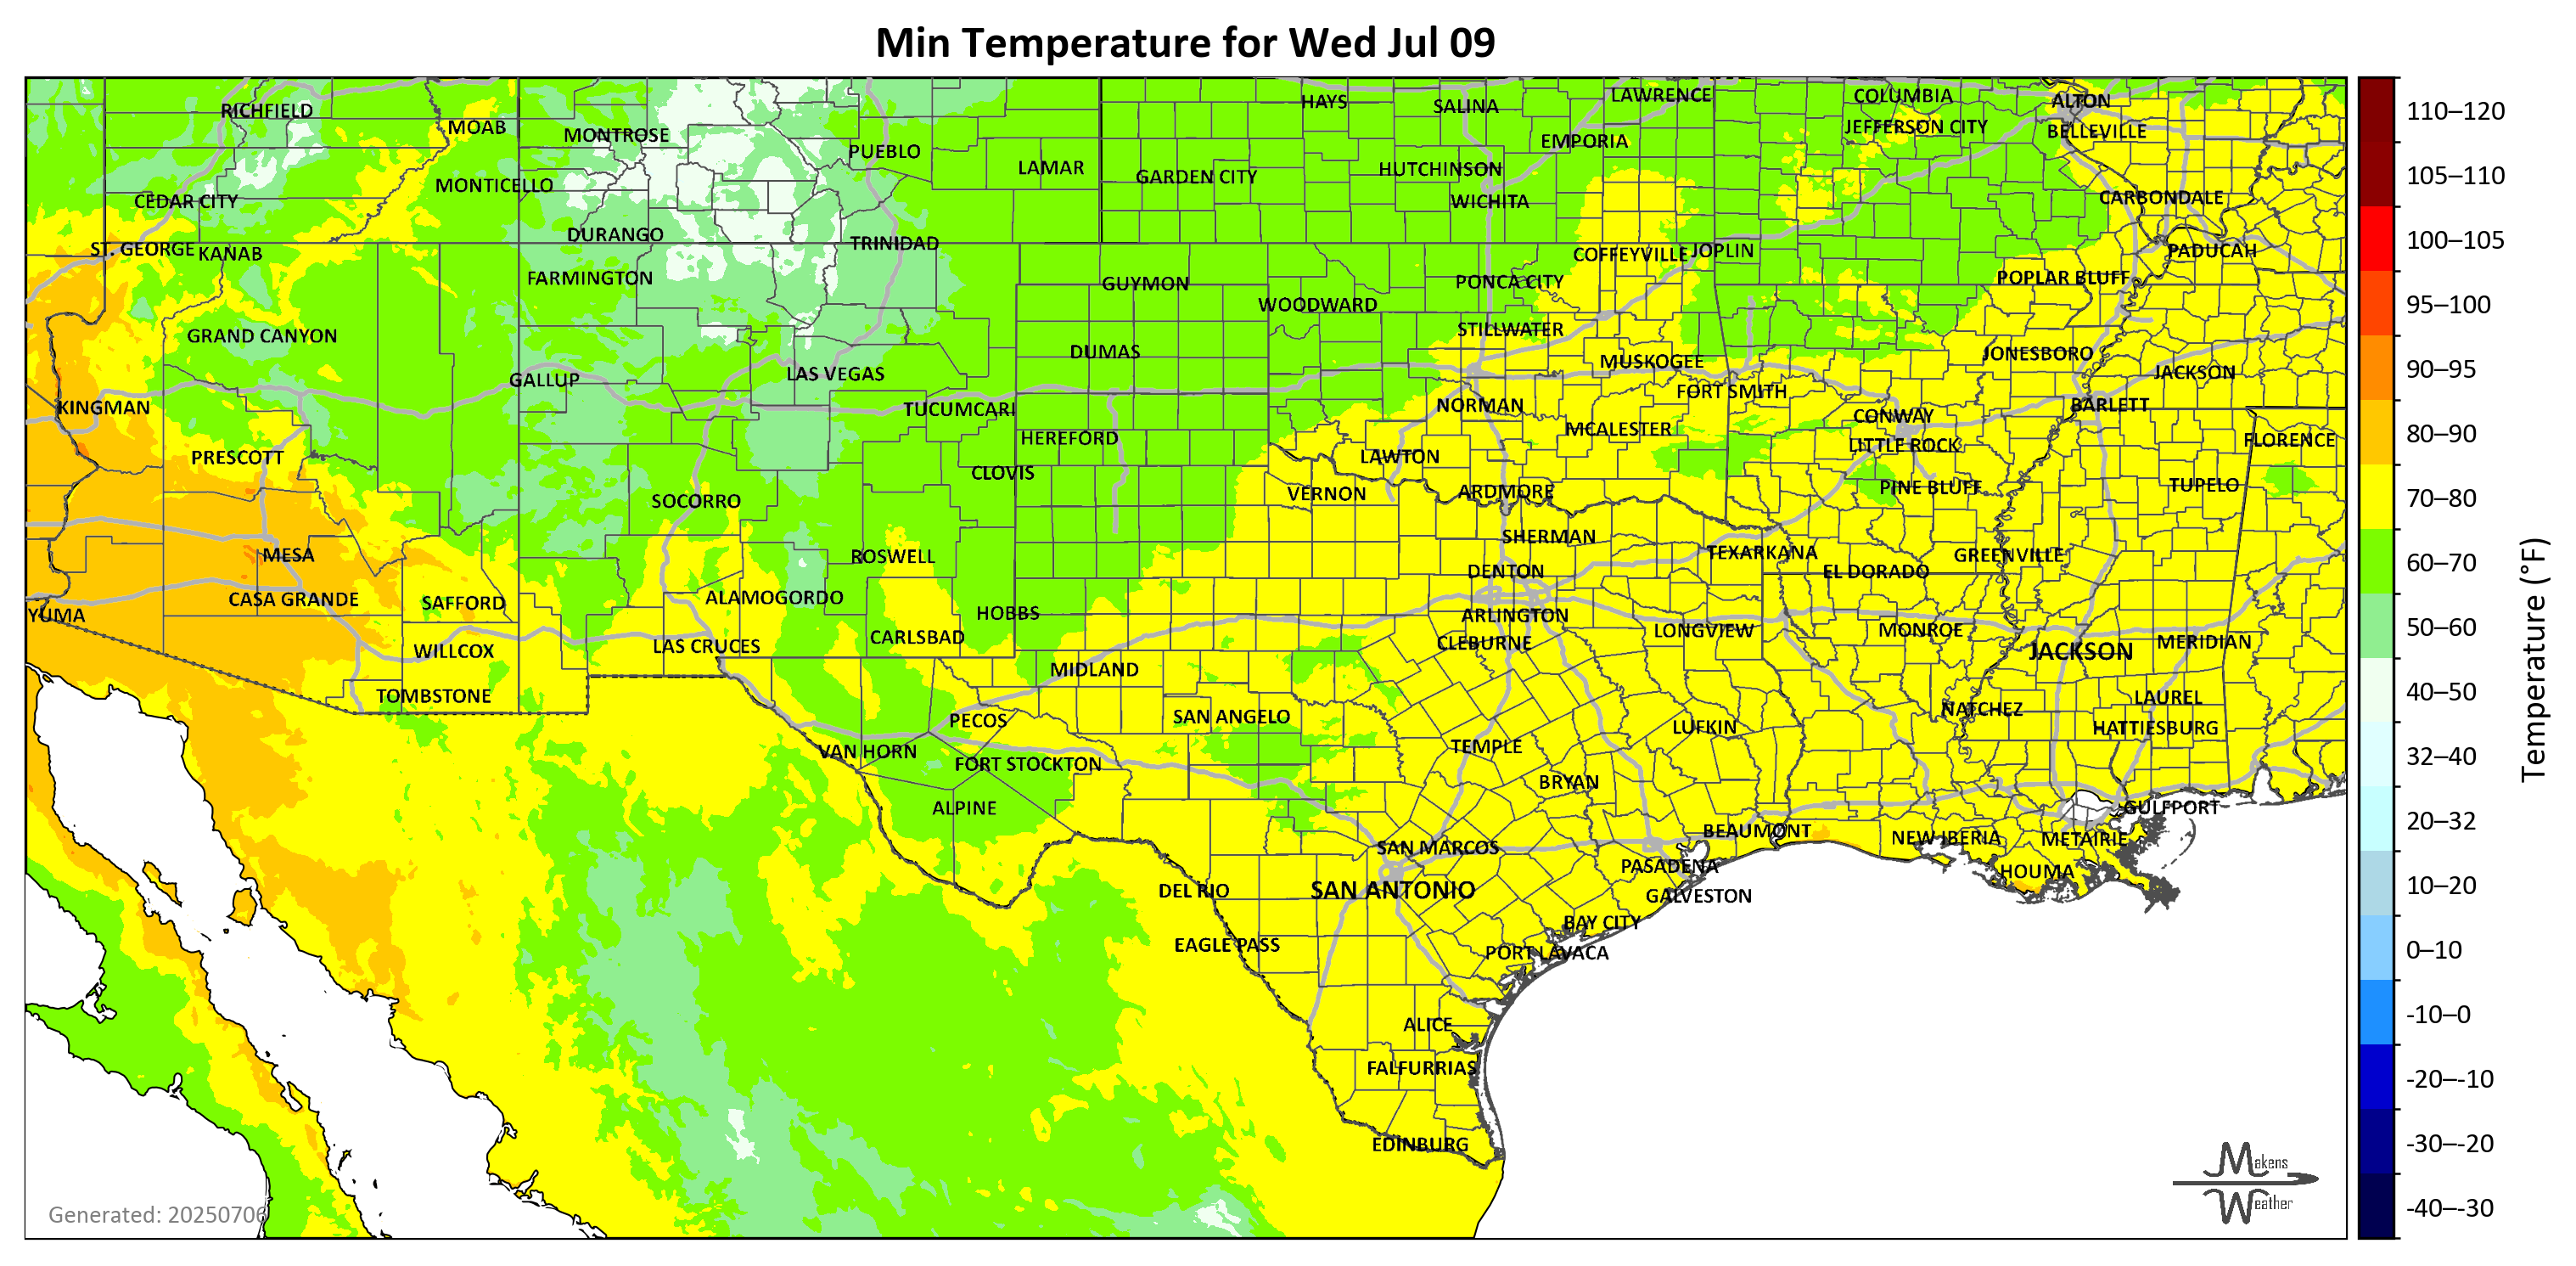 Min Temperature for Wed Jul 09
RICHFIELD
MOAB
MONTROSE
PUEBLO
LAMAR
HAYS
SALINA
LAWRENCE
COLUMBIA
ALTON
JEFFERSON CITY
BELLEVILLE
EMPORIA
HUTCHINSON
GARDEN CITY
MONTICELLO
CEDAR CITY
WICHITA
CARBONDALE
DURANGO
TRINIDAD
ST. GEORGE
KANAB
COFFEYVILLE
JOPLIN
PADUCAH
FARMINGTON
GUYMON
PONCA CITY
POPLAR BLUFF
WOODWARD
GRAND CANYON
STILLWATER
DUMAS
MUSKOGEE
JONESBORO
JACKSON
GALLUP
LAS VEGAS
FORT SMITH
KINGMAN
TUCUMCARI
NORMAN
CONWAY
BARLETT
HEREFORD
MCALESTER
LITTLE ROCK
FLORENCE
PRESCOTT
LAWTON
CLOVIS
SOCORRO
VERNON
ARDMORE
PINE BLUFF
TUPELO
SHERMAN
MESA
ROSWELL
TEXARKANA
GREENVILLE
DENTON
EL DORADO
CASA GRANDE
SAFFORD
ALAMOGORDO
HOBBS
YUMA
ARLINGTON
CARLSBAD
CLEBURNE
LONGVIEW
MONROE
MERIDIAN
WILLCOX
LAS CRUCES
JACKSON
MIDLAND
TOMBSTONE
LAUREL
PECOS
SAN ANGELO
NATCHEZ
LUFKIN
HATTIESBURG
VAN HORN
FORT STOCKTON
TEMPLE
BRYAN
ALPINE
GULFPORT
BEAUMONT
NEW IBERIA
METAIRIE
SAN MARCOS
PASADENA
HOUMA
DEL RIO
SAN ANTONIO
GALVESTON
BAY CITY
EAGLE PASS
PORT LAVACA
ALICE
FALFURRIAS
EDINBURG
Generated: 20250706
Makens
Weather
110–120
105–110
100–105
95–100
90–95
80–90
70–80
60–70
50–60
40–50
32–40
20–32
10–20
0–10
-10–0
-20–-10
-30–-20
-40–-30
Temperature (°F)